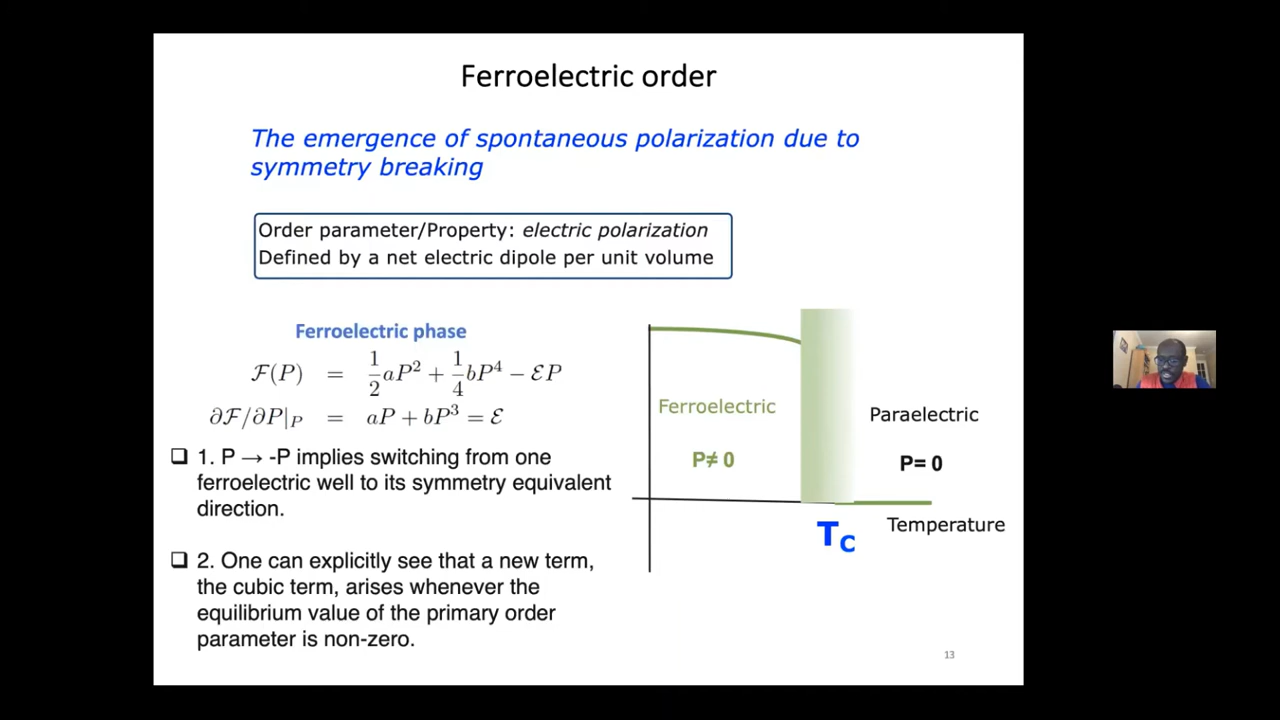 Ferroelectric order
The emergence of spontaneous polarization due to
symmetry breaking
Order parameter/Property: electric polarization
Defined by a net electric dipole per unit volume
Ferroelectric phase
ℱ(P) = 1/2 aP² + 1/4 bP⁴ − ℰP
∂ℱ/∂P|_P = aP + bP³ = ℰ
❑ 1. P → -P implies switching from one
ferroelectric well to its symmetry equivalent
direction.
❑ 2. One can explicitly see that a new term,
the cubic term, arises whenever the
equilibrium value of the primary order
parameter is non-zero.
Ferroelectric
P≠ 0
Paraelectric
P= 0
T_C
Temperature
13